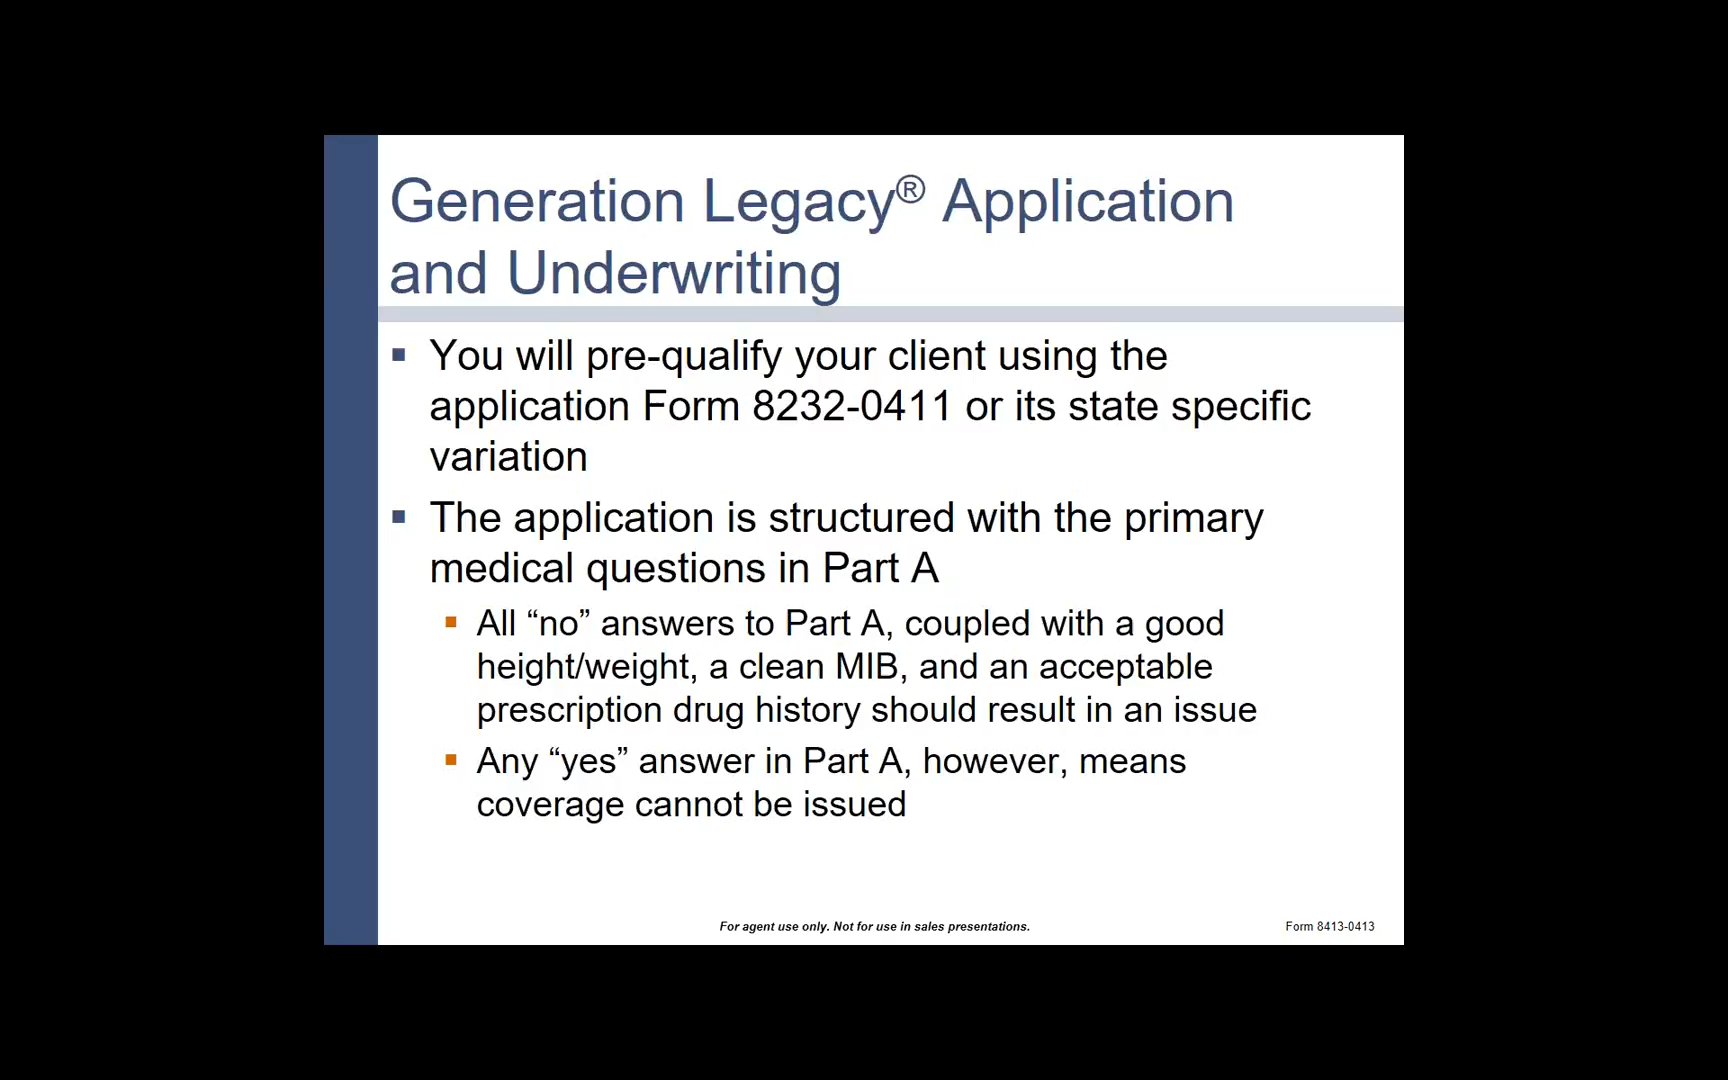 Generation Legacy® Application
and Underwriting
You will pre-qualify your client using the
application Form 8232-0411 or its state specific
variation
The application is structured with the primary
medical questions in Part A
All “no” answers to Part A, coupled with a good
height/weight, a clean MIB, and an acceptable
prescription drug history should result in an issue
Any “yes” answer in Part A, however, means
coverage cannot be issued
For agent use only. Not for use in sales presentations.
Form 8413-0413